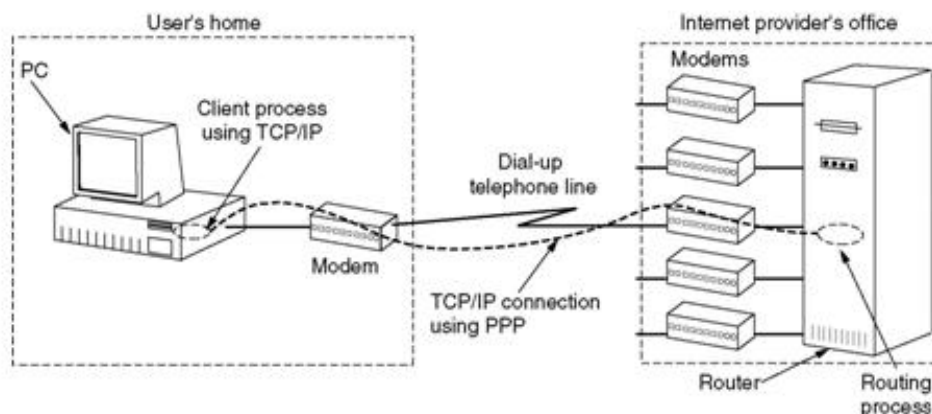 User's home
Internet provider's office
PC
Modems
Client process
using TCP/IP
Dial-up
telephone line
Modem
TCP/IP connection
using PPP
Router
Routing
process